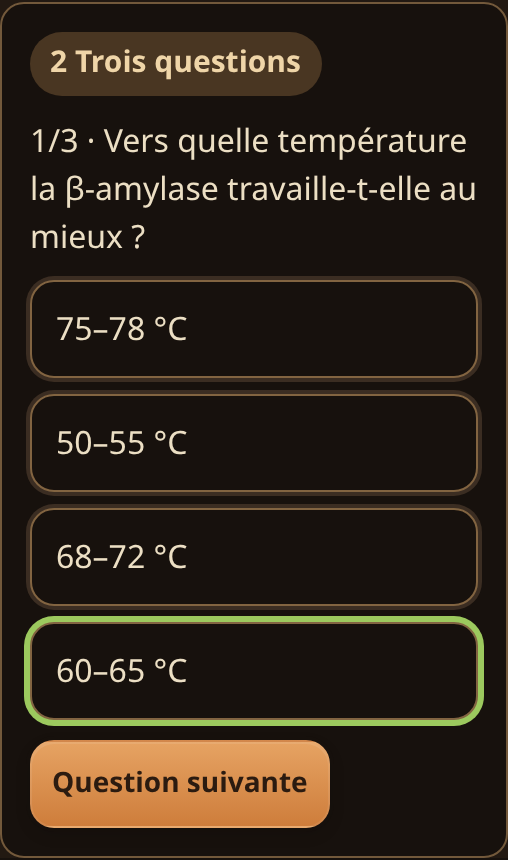 2 Trois questions
1/3 · Vers quelle température
la β-amylase travaille-t-elle au
mieux ?
75–78 °C
50–55 °C
68–72 °C
60–65 °C
Question suivante